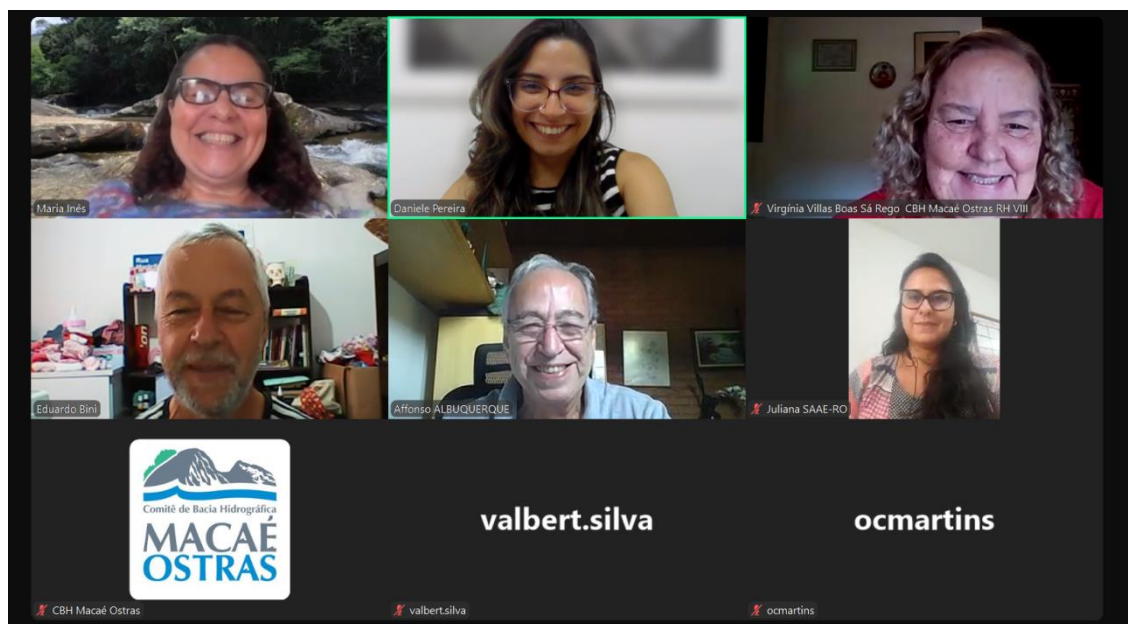 Maria Inês
Daniele Pereira
Virgínia Villas Boas Sá Rego CBH Macaé Ostras RH VIII
Eduardo Bini
Affonso ALBUQUERQUE
Juliana SAAE-RO
Comitê de Bacia Hidrográfica
MACAÉ
OSTRAS
CBH Macaé Ostras
valbert.silva
valbert.silva
ocmartins
ocmartins